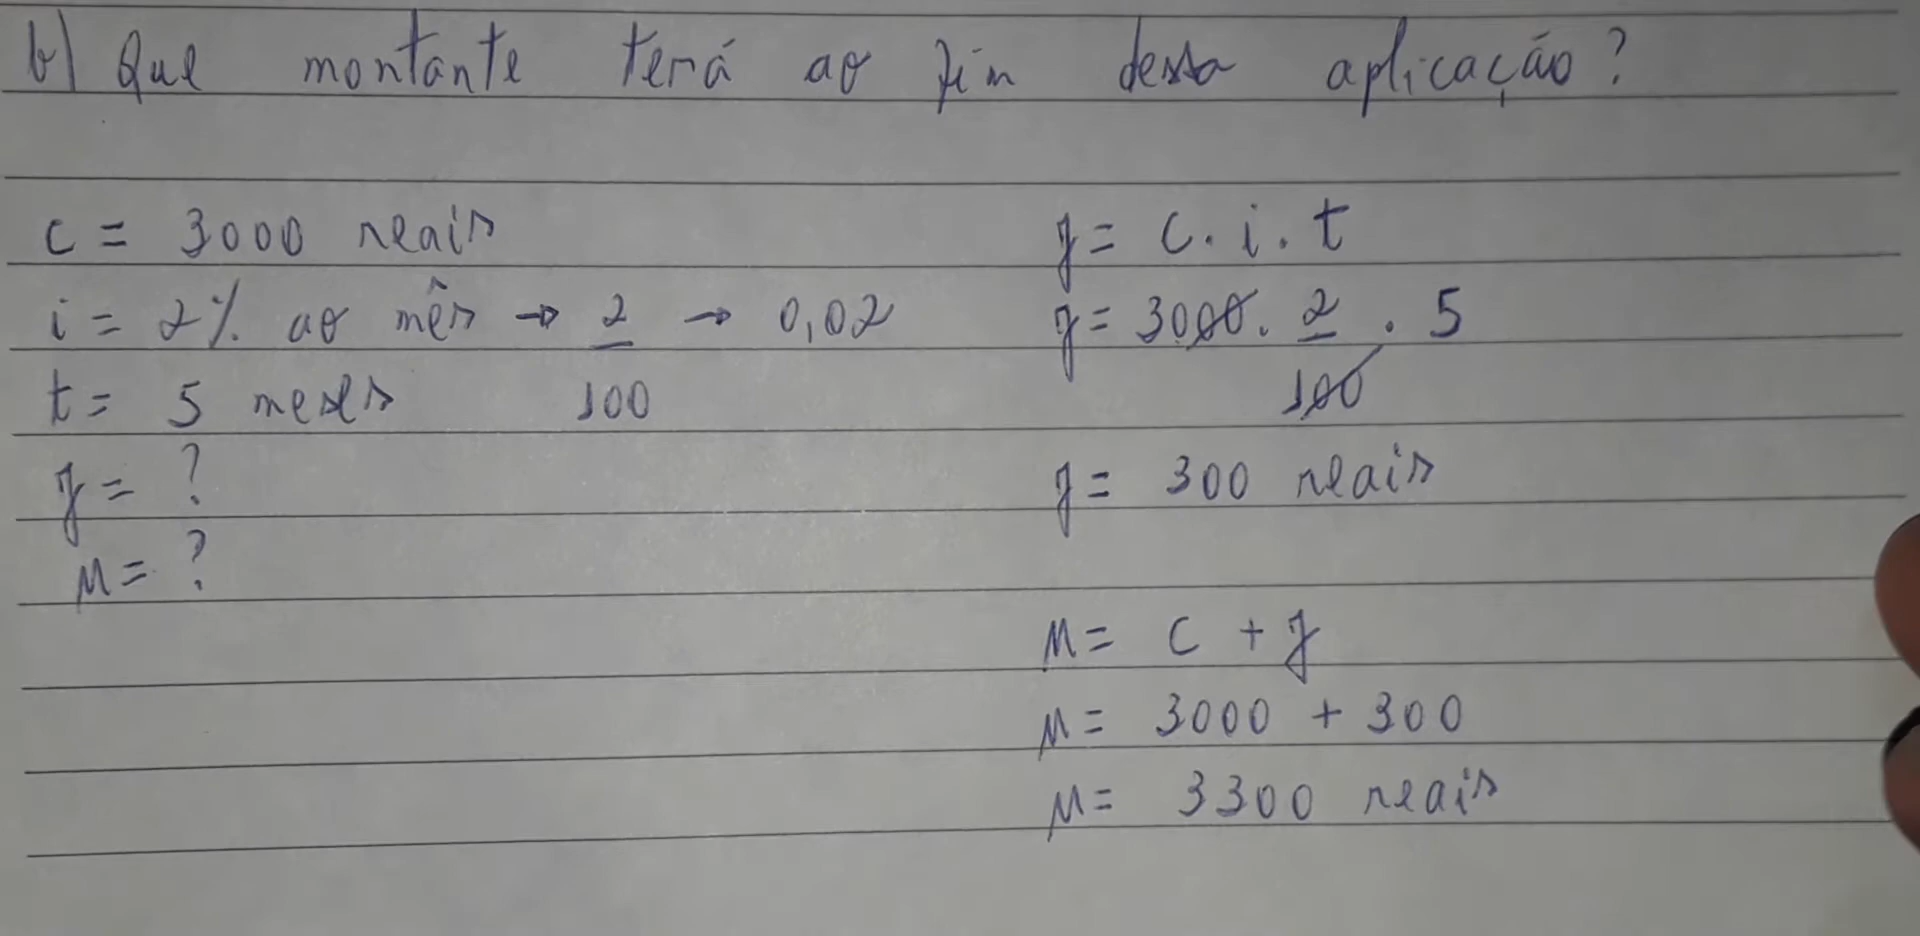 b) Que montante terá ao fim dessa aplicação?
c = 3000 reais
i = 2% ao mês → 2/100 → 0,02
t = 5 meses
j = ?
M = ?
j = c . i . t
j = 3000 . 2/100 . 5
j = 300 reais
M = c + j
M = 3000 + 300
M = 3300 reais